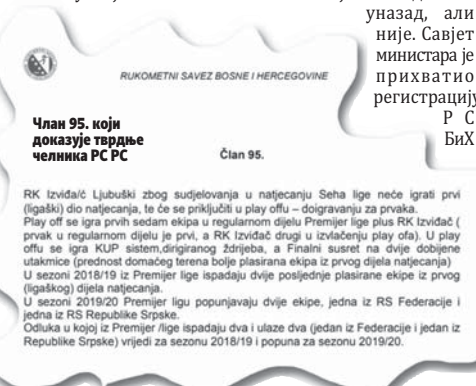 уназад, али
није. Савјет
министара је
прихватио
регистрацију
Р С
БиХ
RUKOMETNI SAVEZ BOSNE I HERCEGOVINE
Члан 95. који
доказује тврдње
челника РС РС
Član 95.
RK Izviđa/ć Ljubuški zbog sudjelovanja u natjecanju Seha lige neće igrati prvi
(ligaški) dio natjecanja, te će se priključiti u play offu – doigravanju za prvaka.
Play off se igra prvih sedam ekipa u regularnom dijelu Premijer lige plus RK Izviđač (
prvak u regularnom dijelu je prvi, a RK Izviđač drugi u izvlačenju play ofa). U play
offu se igra KUP sistem,dirigiranog ždrijeba, a Finalni susret na dvije dobijene
utakmice (prednost domaćeg terena bolje plasirane ekipa iz prvog dijela natjecanja)
U sezoni 2018/19 iz Premijer lige ispadaju dvije posljednje plasirane ekipe iz prvog
(ligaškog) dijela natjecanja.
U sezoni 2019/20 Premijer ligu popunjavaju dvije ekipe, jedna iz RS Federacije i
jedna iz RS Republike Srpske.
Odluka u kojoj iz Premijer /lige ispadaju dva i ulaze dva (jedan iz Federacije i jedan iz
Republike Srpske) vrijedi za sezonu 2018/19 i popuna za sezonu 2019/20.